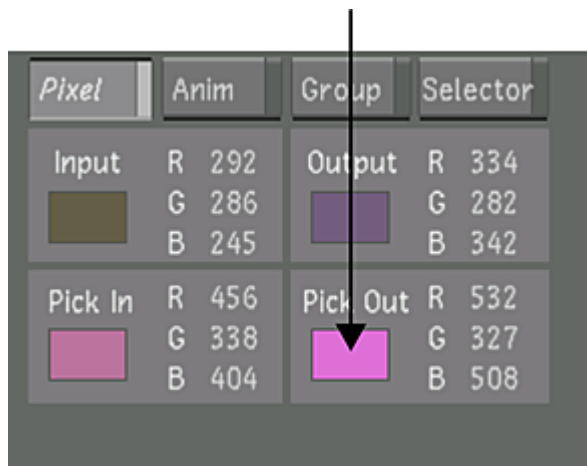 Pixel Anim Group Selector
Input R 292 Output R 334
G 286 G 282
B 245 B 342
Pick In R 456 Pick Out R 532
G 338 G 327
B 404 B 508